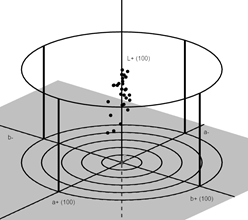 L+ (100)
b-
a-
a+ (100)
b+ (100)